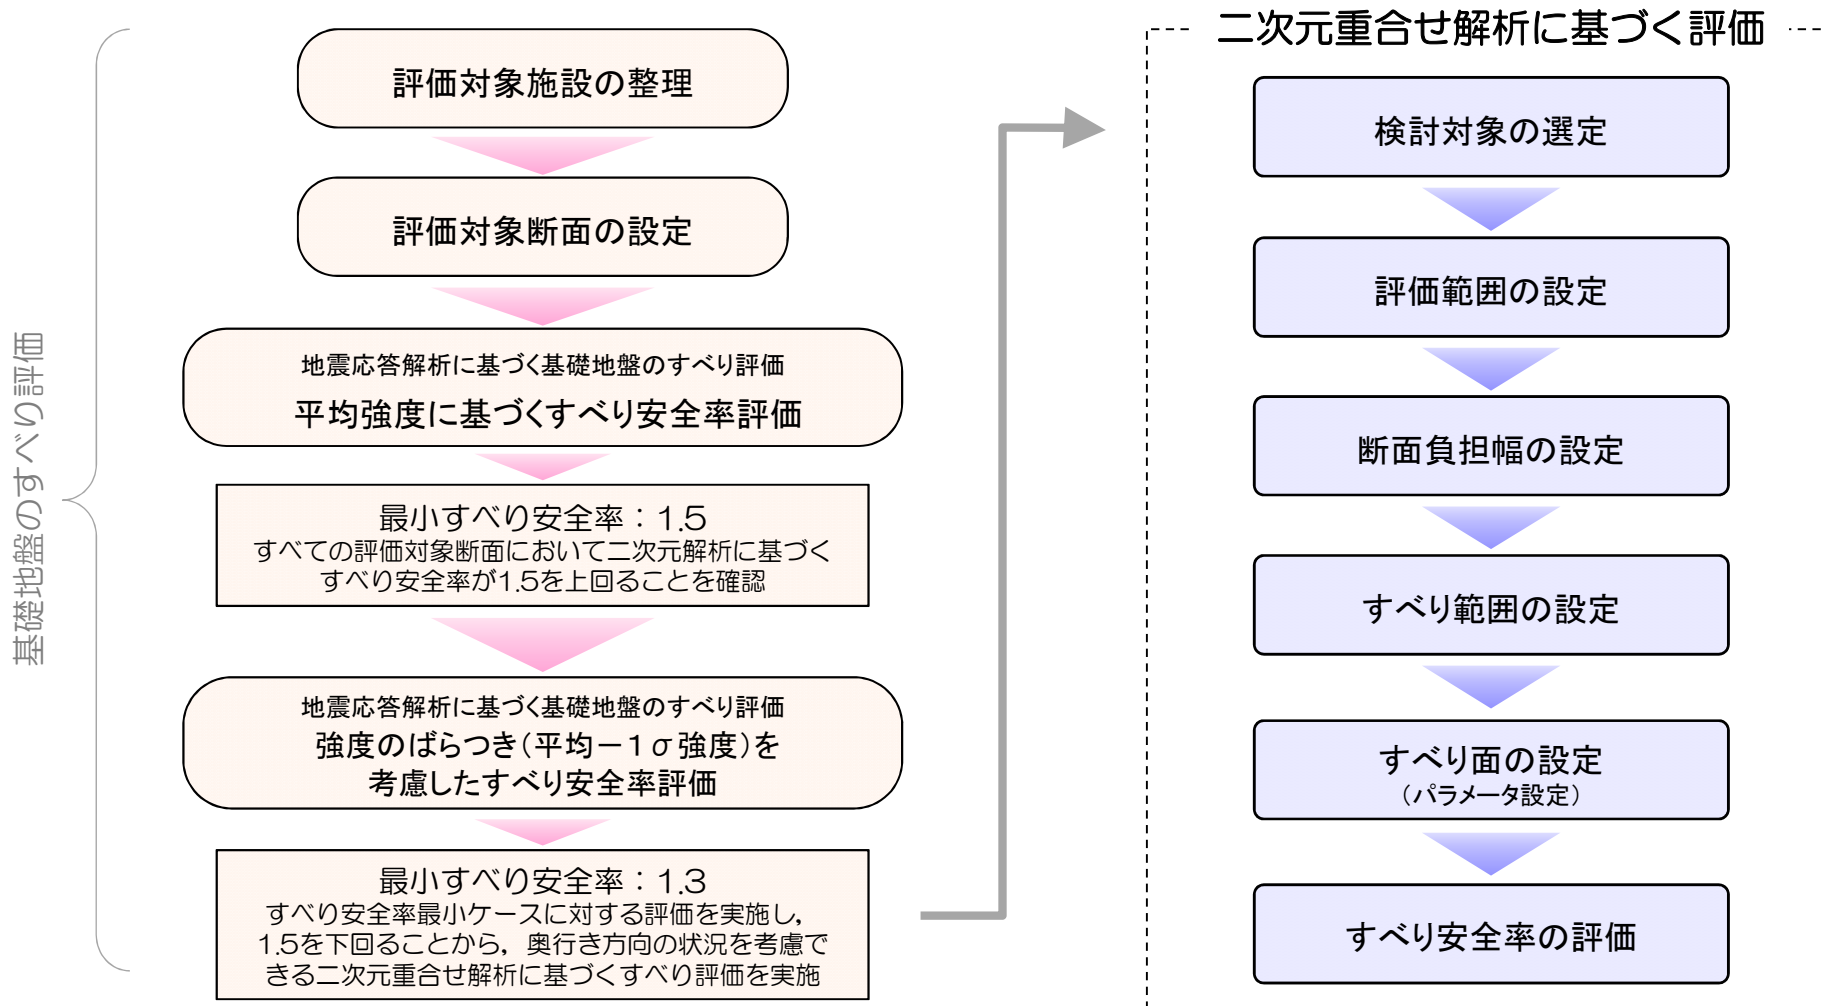 基礎地盤のすべり評価
評価対象施設の整理
評価対象断面の設定
地震応答解析に基づく基礎地盤のすべり評価
平均強度に基づくすべり安全率評価
最小すべり安全率：1.5
すべての評価対象断面において二次元解析に基づく
すべり安全率が1.5を上回ることを確認
地震応答解析に基づく基礎地盤のすべり評価
強度のばらつき（平均－1σ強度）を
考慮したすべり安全率評価
最小すべり安全率：1.3
すべり安全率最小ケースに対する評価を実施し，
1.5を下回ることから，奥行き方向の状況を考慮で
きる二次元重合せ解析に基づくすべり評価を実施
二次元重合せ解析に基づく評価
検討対象の選定
評価範囲の設定
断面負担幅の設定
すべり範囲の設定
すべり面の設定
（パラメータ設定）
すべり安全率の評価